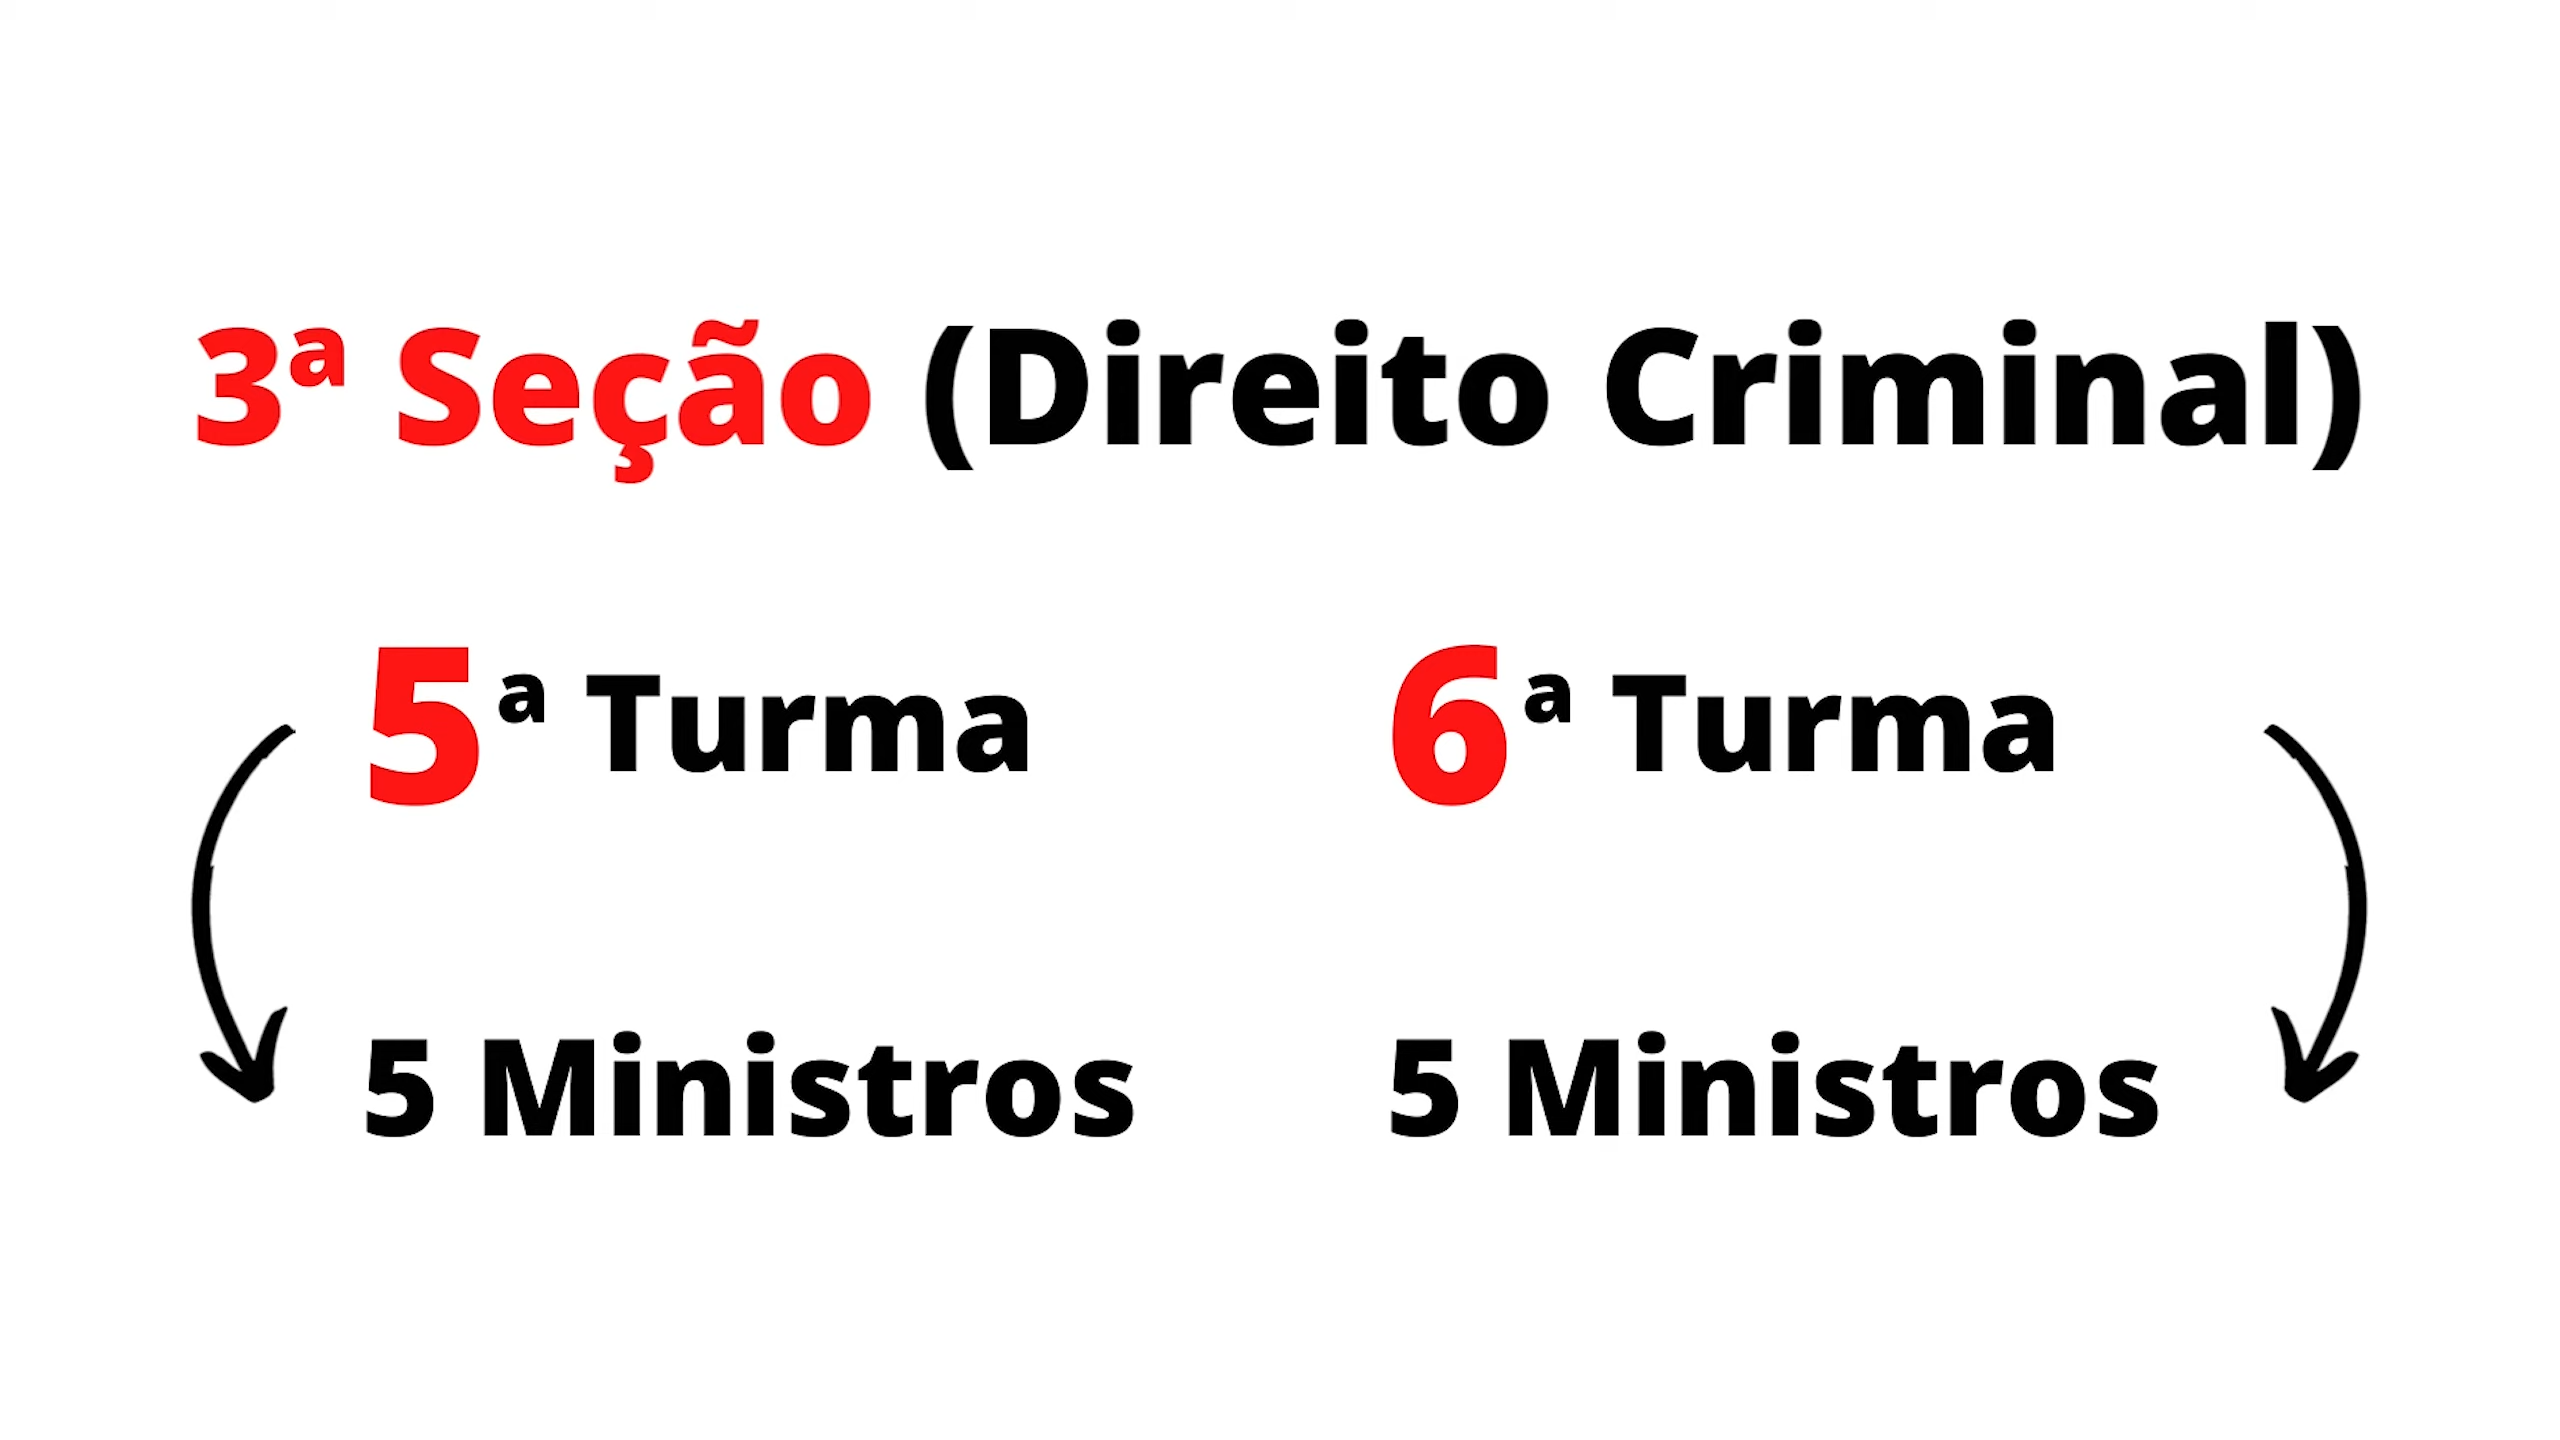 3ª Seção (Direito Criminal)
5ª Turma
6ª Turma
5 Ministros
5 Ministros